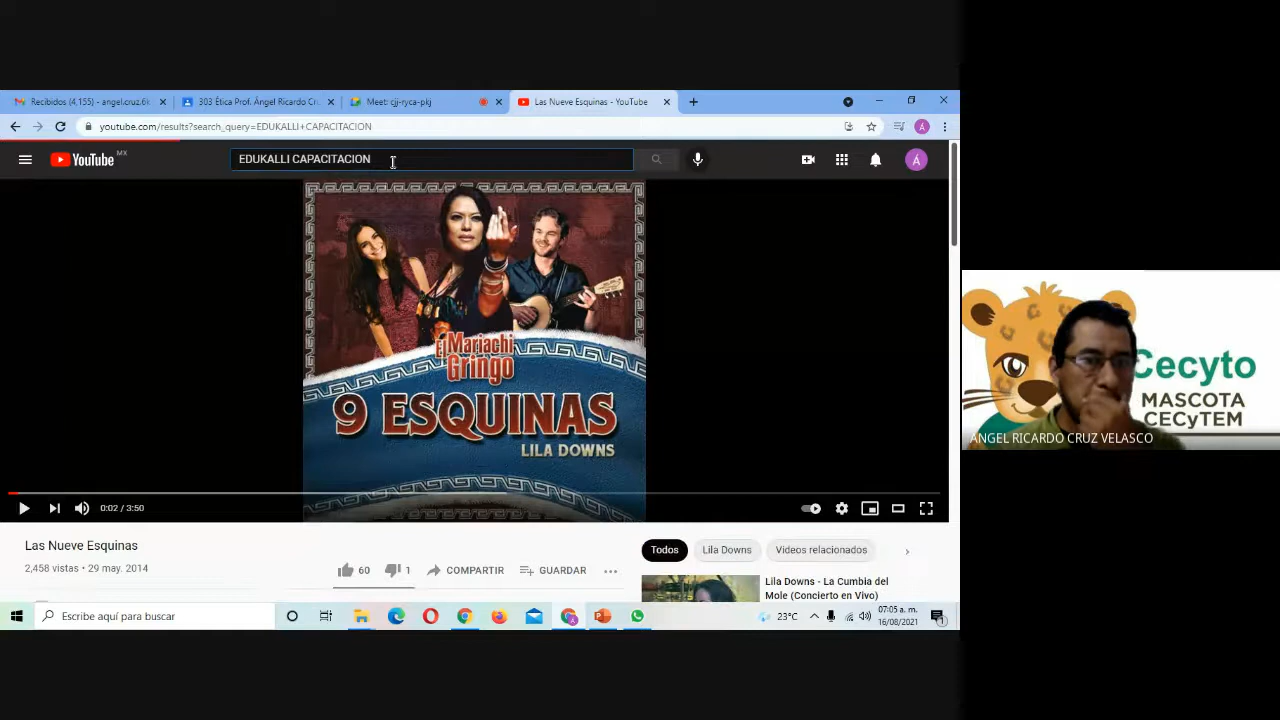 Recibidos (4,155) - angel.cruz.6k
303 Ética Prof. Ángel Ricardo Cru
Meet: cjj-ryca-pkj
Las Nueve Esquinas - YouTube
youtube.com/results?search_query=EDUKALLI+CAPACITACION
Á
YouTube MX
EDUKALLI CAPACITACION
Á
El Mariachi
Gringo
9 ESQUINAS
LILA DOWNS
0:02 / 3:50
Las Nueve Esquinas
2,458 vistas • 29 may. 2014
60
1
COMPARTIR
GUARDAR
Todos
Lila Downs
Videos relacionados
Lila Downs - La Cumbia del
Mole (Concierto en Vivo)
Escribe aquí para buscar
23°C
07:05 a. m.
16/08/2021
1
Cecyto
MASCOTA
CECyTEM
ANGEL RICARDO CRUZ VELASCO